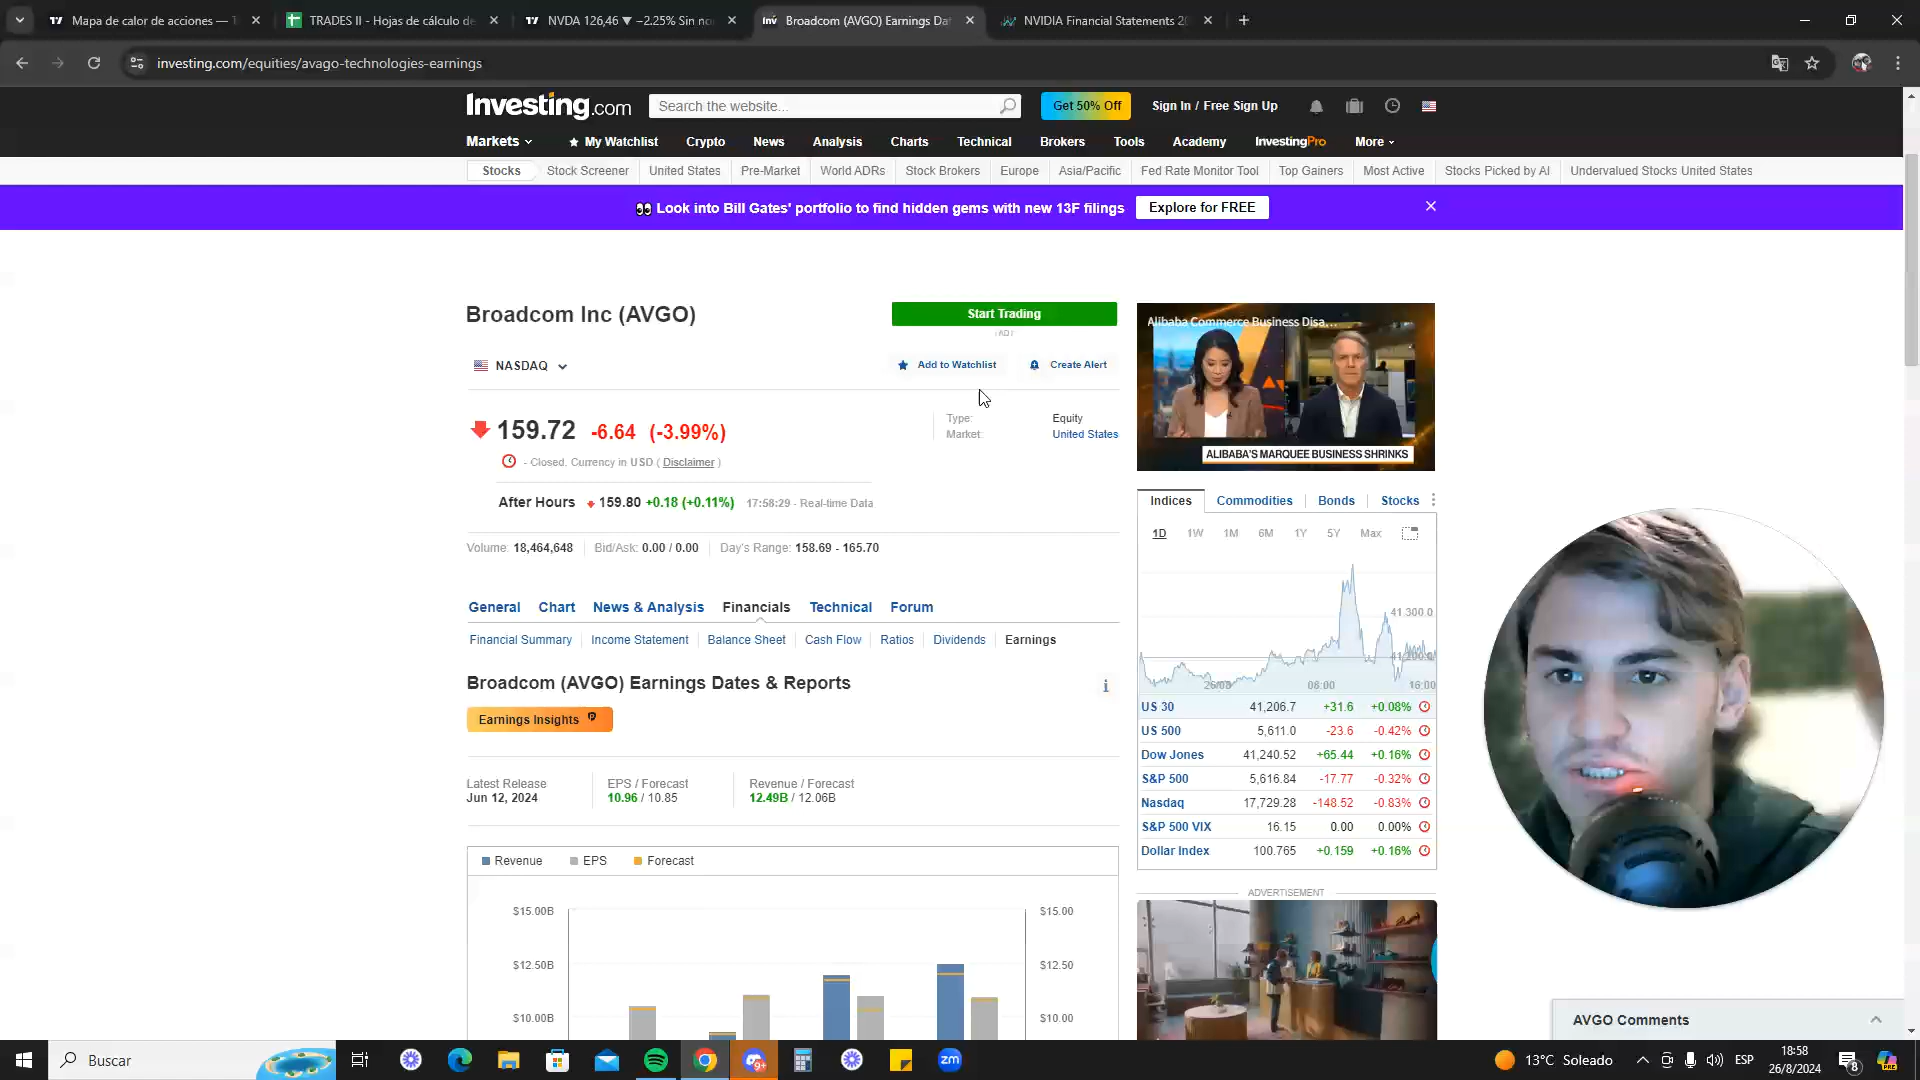 Mapa de calor de acciones —
TRADES II - Hojas de cálculo de
NVDA 126,46 ▼ −2.25% Sin no
Broadcom (AVGO) Earnings Dat
NVIDIA Financial Statements 2
investing.com/equities/avago-technologies-earnings
Investing.com
Search the website...
Get 50% Off
Sign In / Free Sign Up
Markets
My Watchlist
Crypto
News
Analysis
Charts
Technical
Brokers
Tools
Academy
InvestingPro
More
Stocks
Stock Screener
United States
Pre-Market
World ADRs
Stock Brokers
Europe
Asia/Pacific
Fed Rate Monitor Tool
Top Gainers
Most Active
Stocks Picked by AI
Undervalued Stocks United States
Look into Bill Gates' portfolio to find hidden gems with new 13F filings
Explore for FREE
Broadcom Inc (AVGO)
Start Trading
NASDAQ
Add to Watchlist
Create Alert
159.72 -6.64 (-3.99%)
Type: Equity
Market: United States
- Closed. Currency in USD ( Disclaimer )
After Hours 159.80 +0.18 (+0.11%) 17:58:29 - Real-time Data
Volume: 18,464,648
Bid/Ask: 0.00 / 0.00
Day's Range: 158.69 - 165.70
General
Chart
News & Analysis
Financials
Technical
Forum
Financial Summary
Income Statement
Balance Sheet
Cash Flow
Ratios
Dividends
Earnings
Broadcom (AVGO) Earnings Dates & Reports
Earnings Insights
Latest Release
Jun 12, 2024
EPS / Forecast
10.96 / 10.85
Revenue / Forecast
12.49B / 12.06B
Revenue
EPS
Forecast
$15.00B
$12.50B
$10.00B
$15.00
$12.50
$10.00
Alibaba Commerce Business Disa...
ALIBABA'S MARQUEE BUSINESS SHRINKS
Indices
Commodities
Bonds
Stocks
1D
1W
1M
6M
1Y
5Y
Max
41,300.0
41,200.0
26/08
08:00
16:00
US 30 41,206.7 +31.6 +0.08%
US 500 5,611.0 -23.6 -0.42%
Dow Jones 41,240.52 +65.44 +0.16%
S&P 500 5,616.84 -17.77 -0.32%
Nasdaq 17,729.28 -148.52 -0.83%
S&P 500 VIX 16.15 0.00 0.00%
Dollar Index 100.765 +0.159 +0.16%
ADVERTISEMENT
AVGO Comments
Buscar
9+
zm
13°C Soleado
ESP
18:58
26/8/2024
8